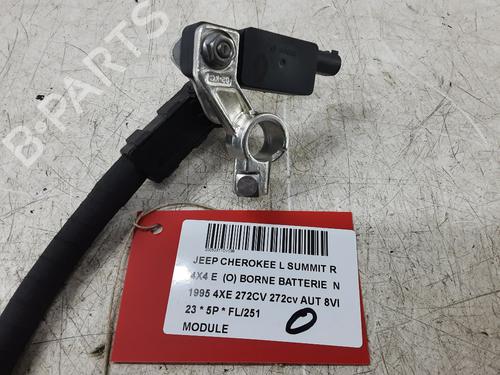 B-PARTS
JEEP CHEROKEE L SUMMIT R
4X4 E (O) BORNE BATTERIE N
1995 4XE 272CV 272cv AUT 8VI
23 * 5P * FL/251
MODULE
O